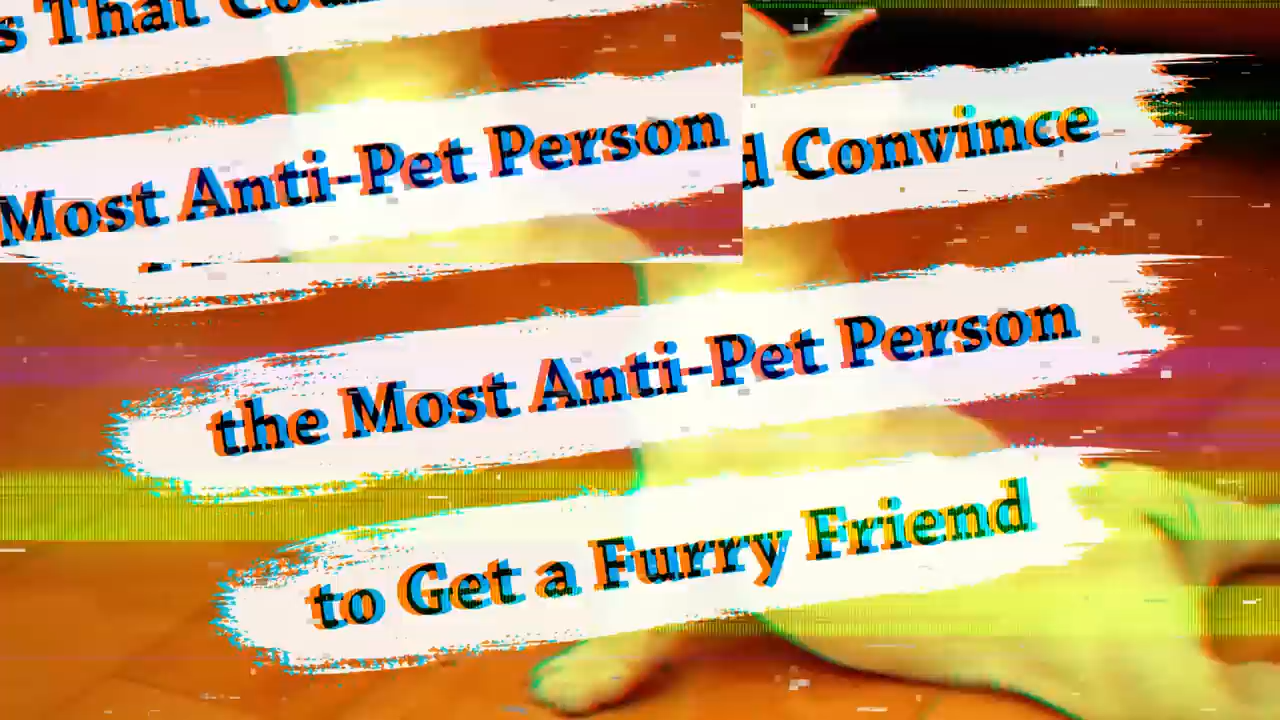 s That Cou
Most Anti-Pet Person
d Convince
the Most Anti-Pet Person
to Get a Furry Friend